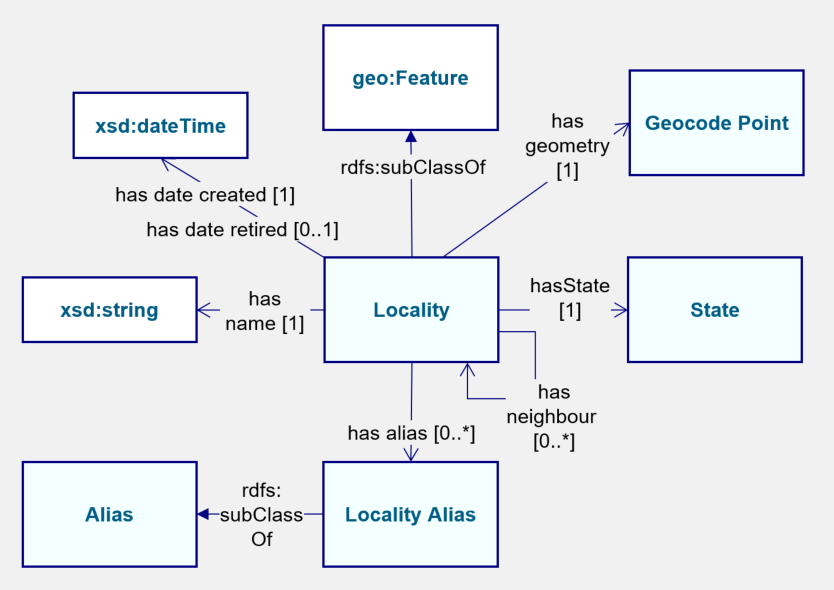 geo:Feature
xsd:dateTime
Geocode Point
has
geometry
[1]
rdfs:subClassOf
has date created [1]
has date retired [0..1]
xsd:string
has
name [1]
Locality
hasState
[1]
State
has
neighbour
[0..*]
has alias [0..*]
Alias
rdfs:
subClass
Of
Locality Alias